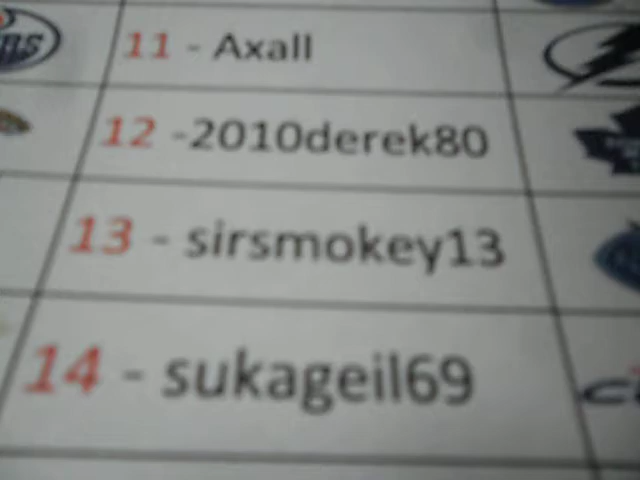 11 - Axall
12 -2010derek80
13 - sirsmokey13
14 - sukageil69